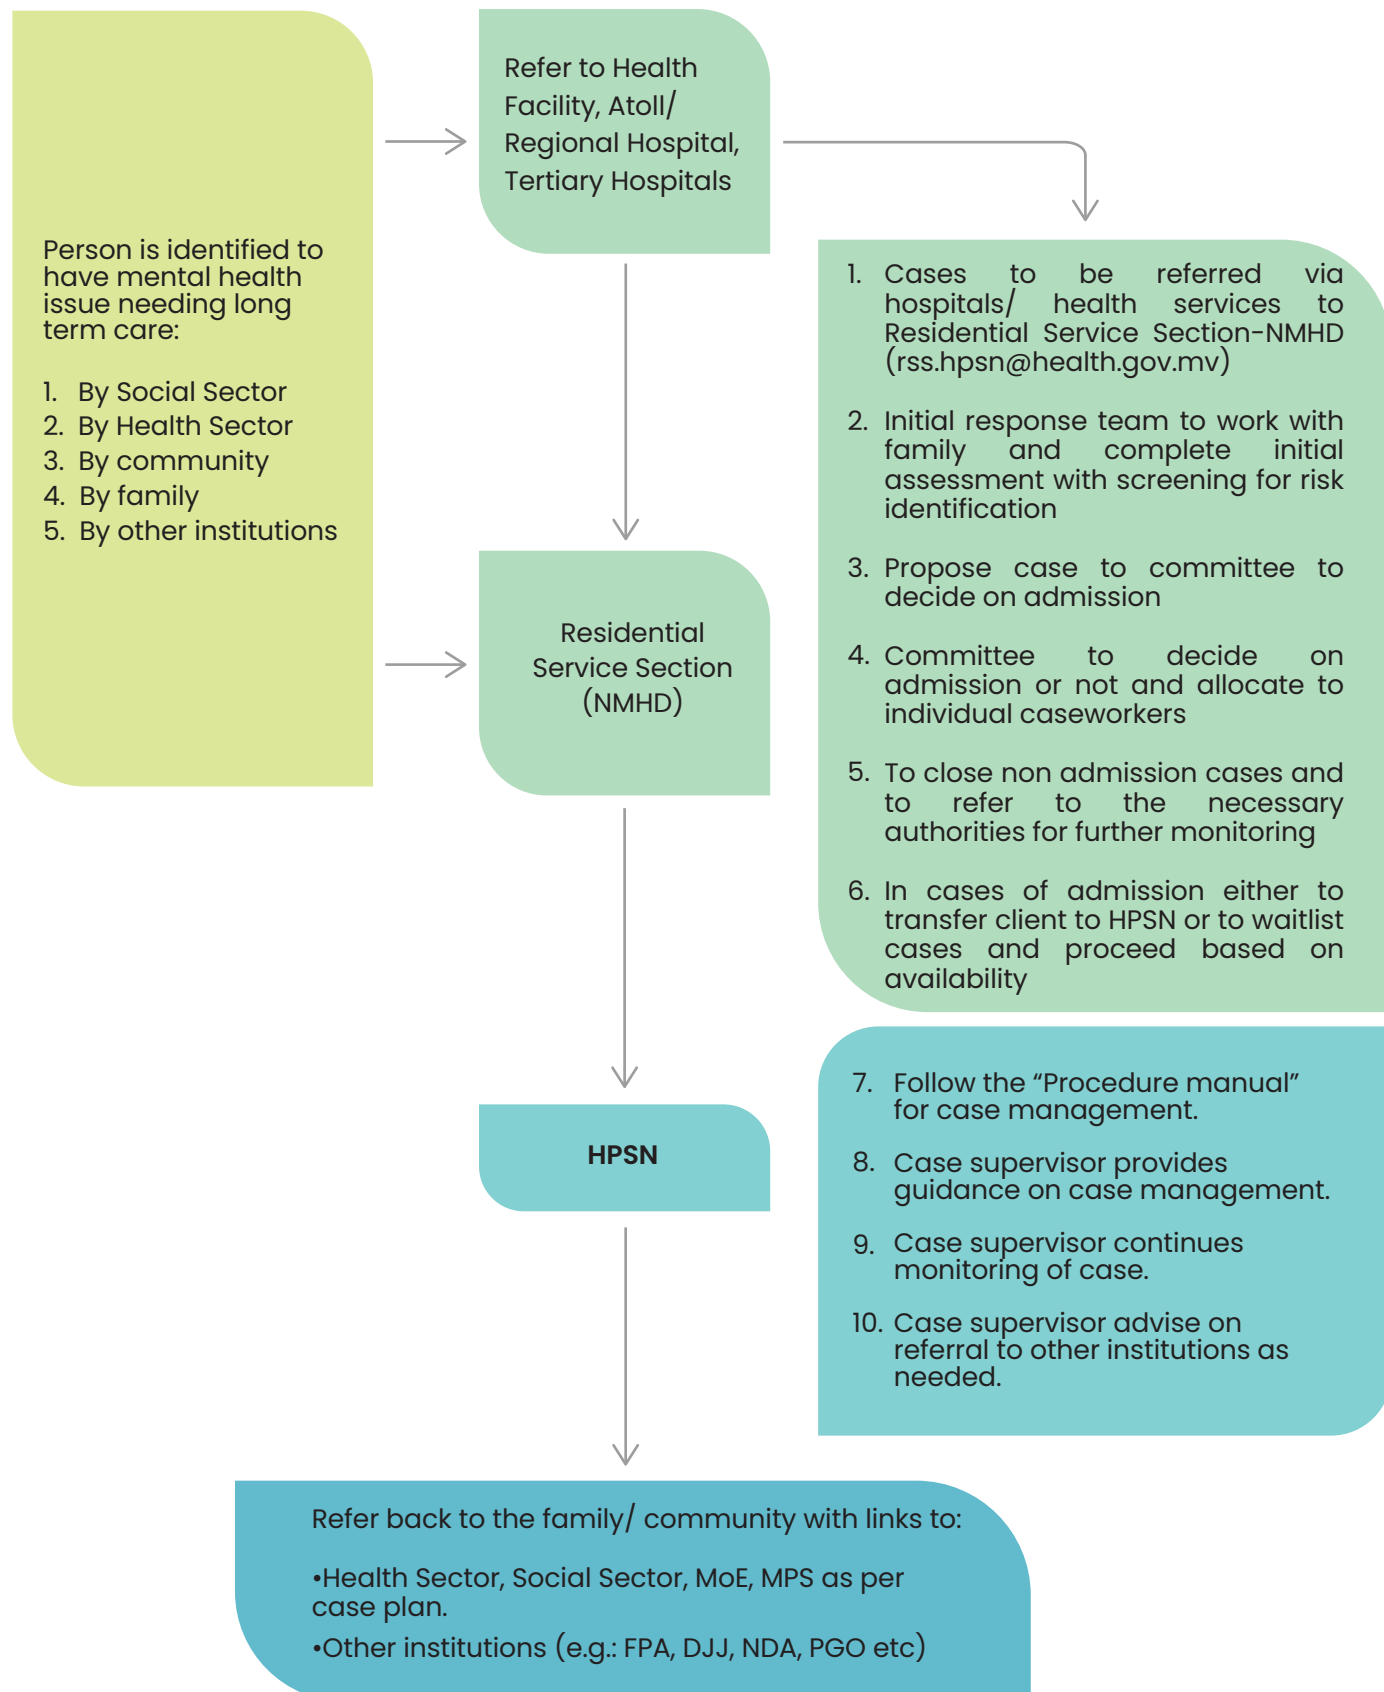 Person is identified to
have mental health
issue needing long
term care:
1. By Social Sector
2. By Health Sector
3. By community
4. By family
5. By other institutions
Refer to Health
Facility, Atoll/
Regional Hospital,
Tertiary Hospitals
Residential
Service Section
(NMHD)
1. Cases to be referred via
hospitals/ health services to
Residential Service Section-NMHD
(rss.hpsn@health.gov.mv)
2. Initial response team to work with
family and complete initial
assessment with screening for risk
identification
3. Propose case to committee to
decide on admission
4. Committee to decide on
admission or not and allocate to
individual caseworkers
5. To close non admission cases and
to refer to the necessary
authorities for further monitoring
6. In cases of admission either to
transfer client to HPSN or to waitlist
cases and proceed based on
availability
HPSN
7. Follow the “Procedure manual”
for case management.
8. Case supervisor provides
guidance on case management.
9. Case supervisor continues
monitoring of case.
10. Case supervisor advise on
referral to other institutions as
needed.
Refer back to the family/ community with links to:
•Health Sector, Social Sector, MoE, MPS as per
case plan.
•Other institutions (e.g.: FPA, DJJ, NDA, PGO etc)